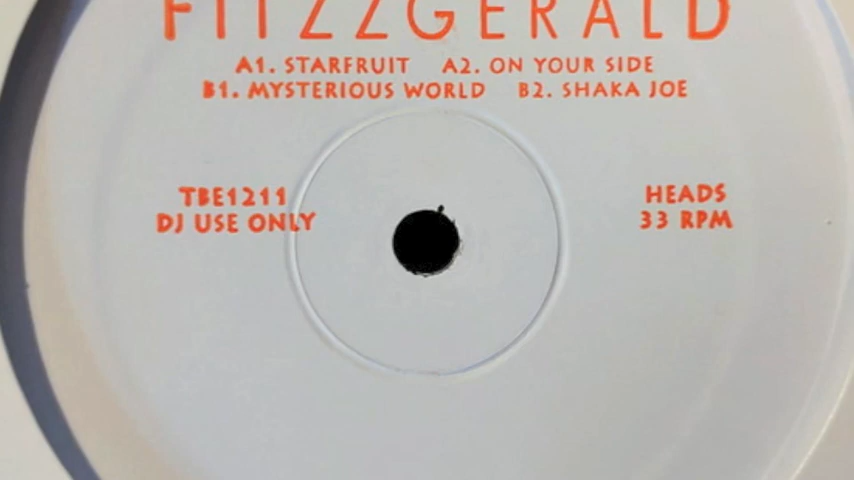 FITZZGERALD
A1. STARFRUIT A2. ON YOUR SIDE
B1. MYSTERIOUS WORLD B2. SHAKA JOE
TBE1211
DJ USE ONLY
HEADS
33 RPM